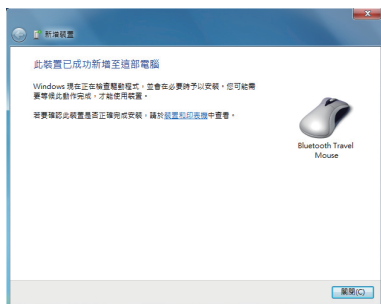 新增裝置
此裝置已成功新增至這部電腦
Windows 現在正在檢查驅動程式，並會在必要時予以安裝。您可能需
要等候此動作完成，才能使用裝置。
若要確認此裝置是否正確完成安裝，請於裝置和印表機中查看。
Bluetooth Travel
Mouse
關閉(C)